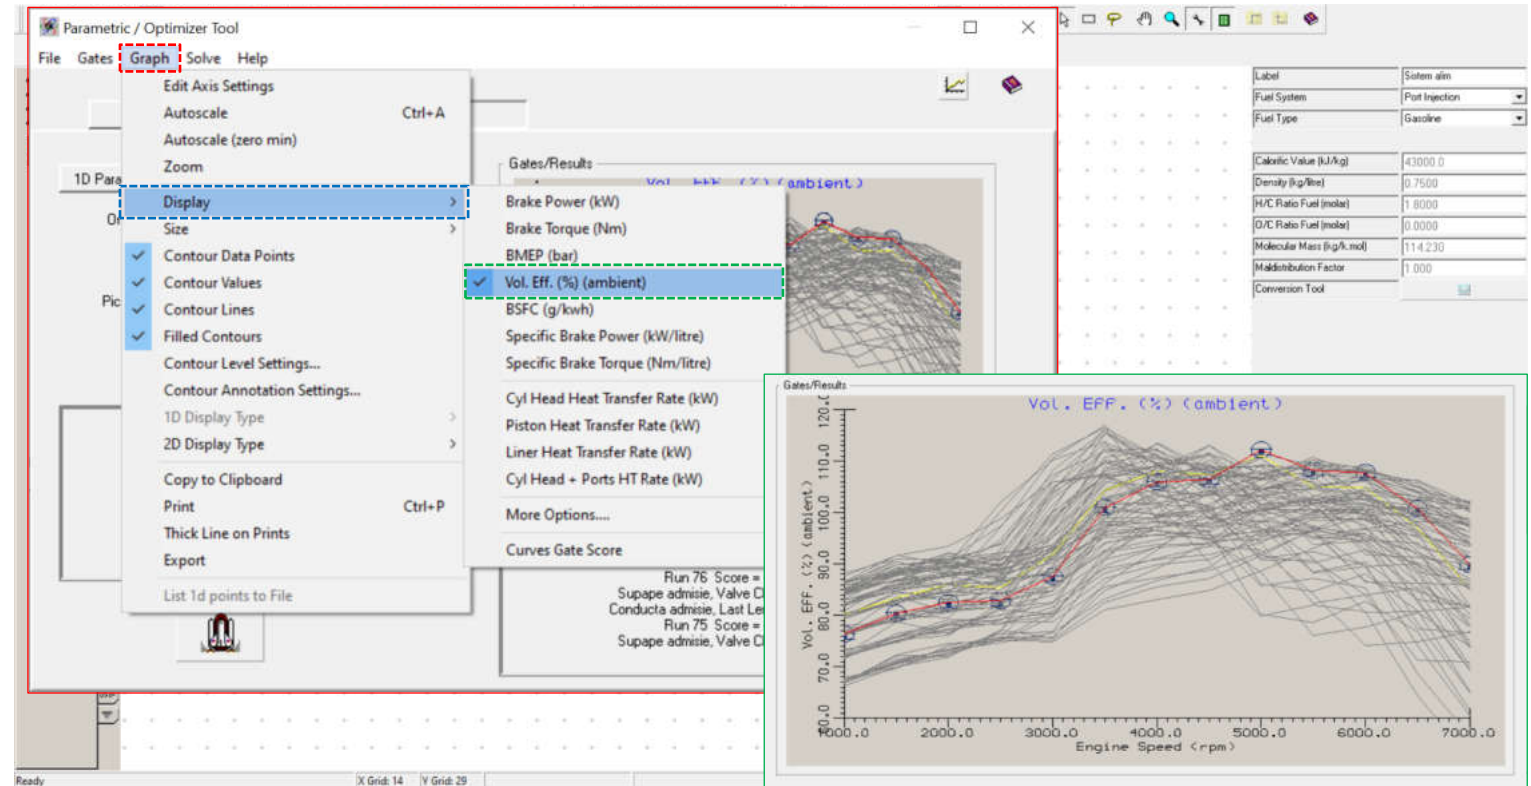 Parametric / Optimizer Tool
File Gates Graph Solve Help
Edit Axis Settings
Autoscale Ctrl+A
Autoscale (zero min)
Zoom
Display
Size
Contour Data Points
Contour Values
Contour Lines
Filled Contours
Contour Level Settings...
Contour Annotation Settings...
1D Display Type
2D Display Type
Copy to Clipboard
Print Ctrl+P
Thick Line on Prints
Export
List 1d points to File
1D Para
Pic
Gates/Results
Vol. EFF. (%) (ambient)
Brake Power (kW)
Brake Torque (Nm)
BMEP (bar)
Vol. Eff. (%) (ambient)
BSFC (g/kwh)
Specific Brake Power (kW/litre)
Specific Brake Torque (Nm/litre)
Cyl Head Heat Transfer Rate (kW)
Piston Heat Transfer Rate (kW)
Liner Heat Transfer Rate (kW)
Cyl Head + Ports HT Rate (kW)
More Options....
Curves Gate Score
Run 76 Score =
Supape admisie, Valve C
Conducta admisie, Last Le
Run 75 Score =
Supape admisie, Valve C
Label Sistem alim
Fuel System Port Injection
Fuel Type Gasoline
Calorific Value (kJ/kg) 43000.0
Density (kg/litre) 0.7500
H/C Ratio Fuel (molar) 1.8000
O/C Ratio Fuel (molar) 0.0000
Molecular Mass (kg/k.mol) 114.230
Maldistribution Factor 1.000
Conversion Tool
Gates/Results
Vol. EFF. (%) (ambient)
Vol. EFF. (%) (ambient)
120.0
110.0
100.0
90.0
80.0
70.0
60.0
1000.0 2000.0 3000.0 4000.0 5000.0 6000.0 7000.0
Engine Speed (rpm)
Ready X Grid: 14 Y Grid: 29